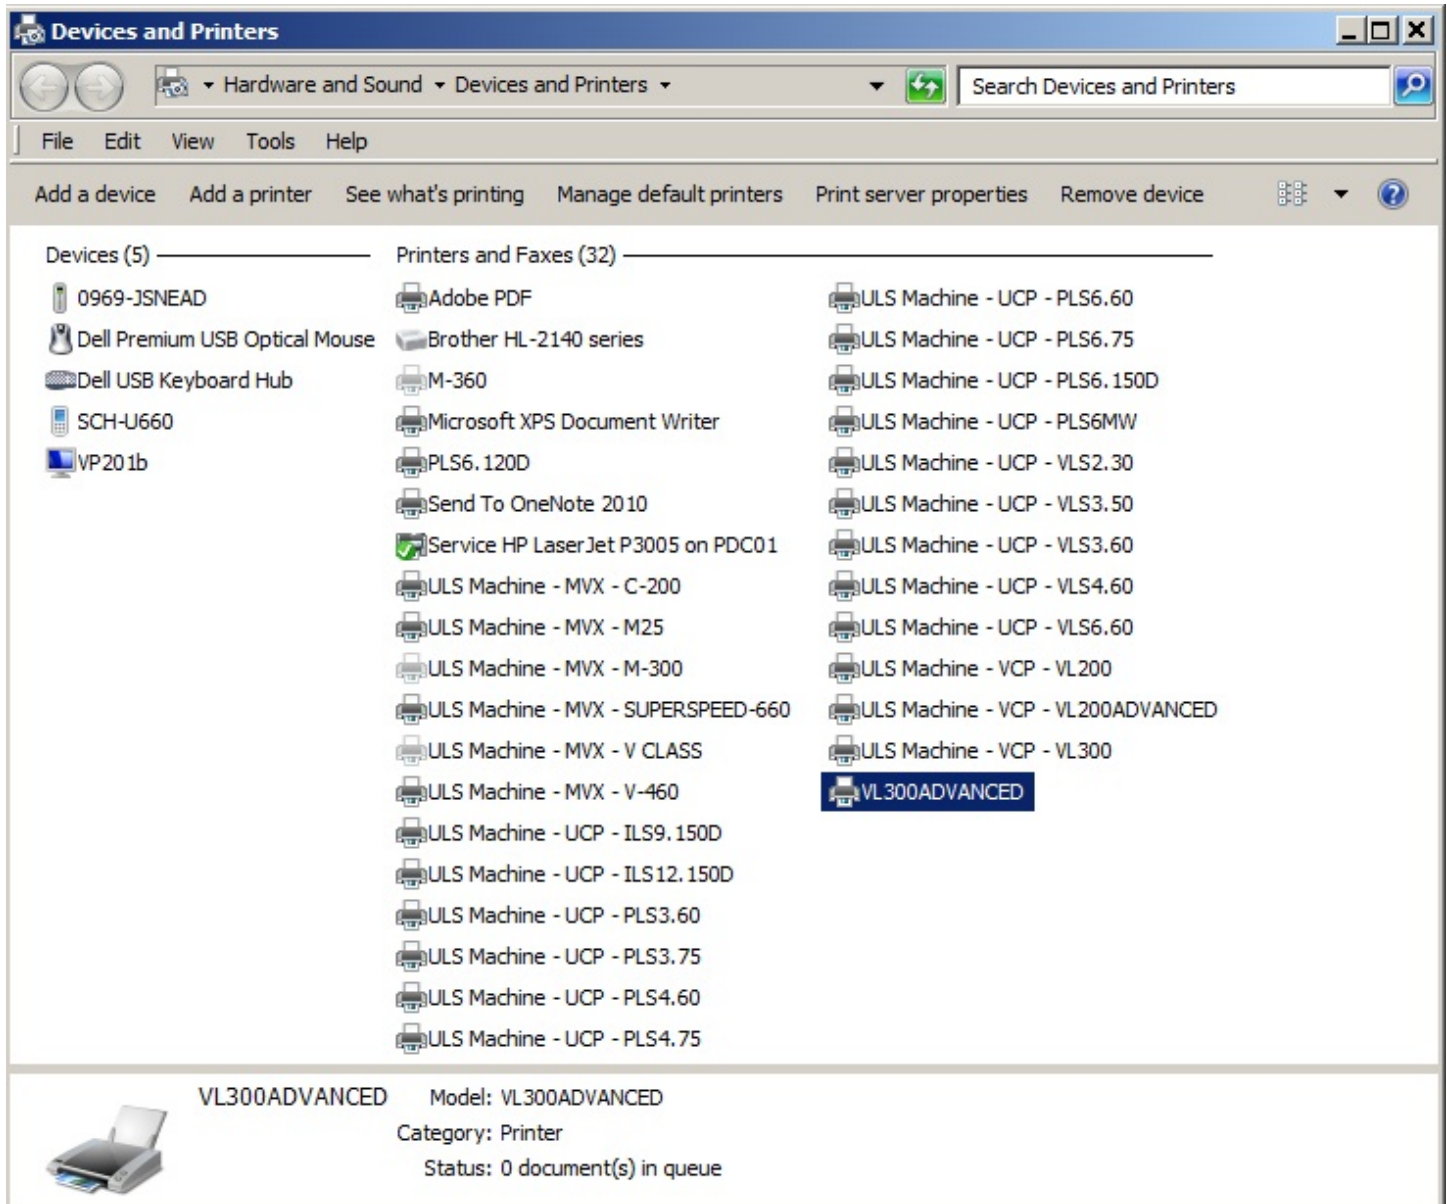 Devices and Printers
Hardware and Sound Devices and Printers
Search Devices and Printers
File Edit View Tools Help
Add a device Add a printer See what's printing Manage default printers Print server properties Remove device
Devices (5)
0969-JSNEAD
Dell Premium USB Optical Mouse
Dell USB Keyboard Hub
SCH-U660
VP201b
Printers and Faxes (32)
Adobe PDF
Brother HL-2140 series
M-360
Microsoft XPS Document Writer
PLS6.120D
Send To OneNote 2010
Service HP LaserJet P3005 on PDC01
ULS Machine - MVX - C-200
ULS Machine - MVX - M25
ULS Machine - MVX - M-300
ULS Machine - MVX - SUPERSPEED-660
ULS Machine - MVX - V CLASS
ULS Machine - MVX - V-460
ULS Machine - UCP - ILS9.150D
ULS Machine - UCP - ILS12.150D
ULS Machine - UCP - PLS3.60
ULS Machine - UCP - PLS3.75
ULS Machine - UCP - PLS4.60
ULS Machine - UCP - PLS4.75
ULS Machine - UCP - PLS6.60
ULS Machine - UCP - PLS6.75
ULS Machine - UCP - PLS6.150D
ULS Machine - UCP - PLS6MW
ULS Machine - UCP - VLS2.30
ULS Machine - UCP - VLS3.50
ULS Machine - UCP - VLS3.60
ULS Machine - UCP - VLS4.60
ULS Machine - UCP - VLS6.60
ULS Machine - VCP - VL200
ULS Machine - VCP - VL200ADVANCED
ULS Machine - VCP - VL300
VL300ADVANCED
VL300ADVANCED Model: VL300ADVANCED
Category: Printer
Status: 0 document(s) in queue